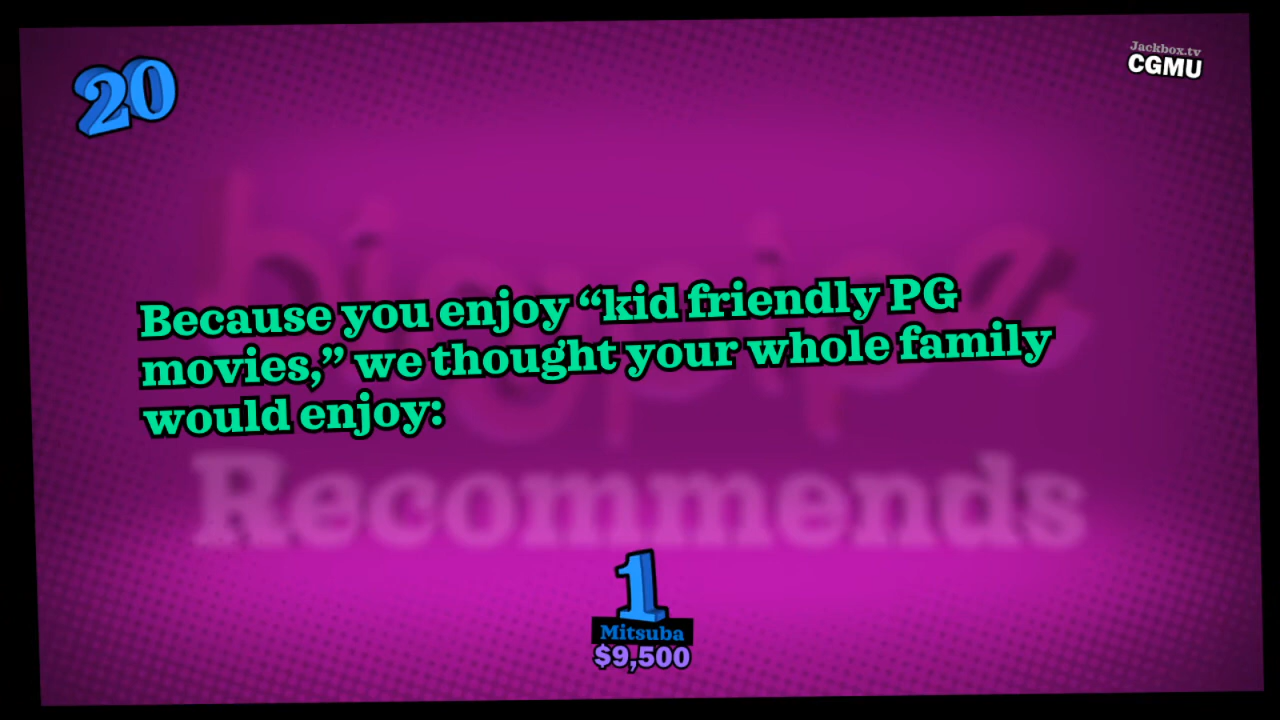 20
Jackbox.tv
CGMU
Because you enjoy “kid friendly PG
movies,” we thought your whole family
would enjoy:
bigpipe
Recommends
1
Mitsuba
$9,500